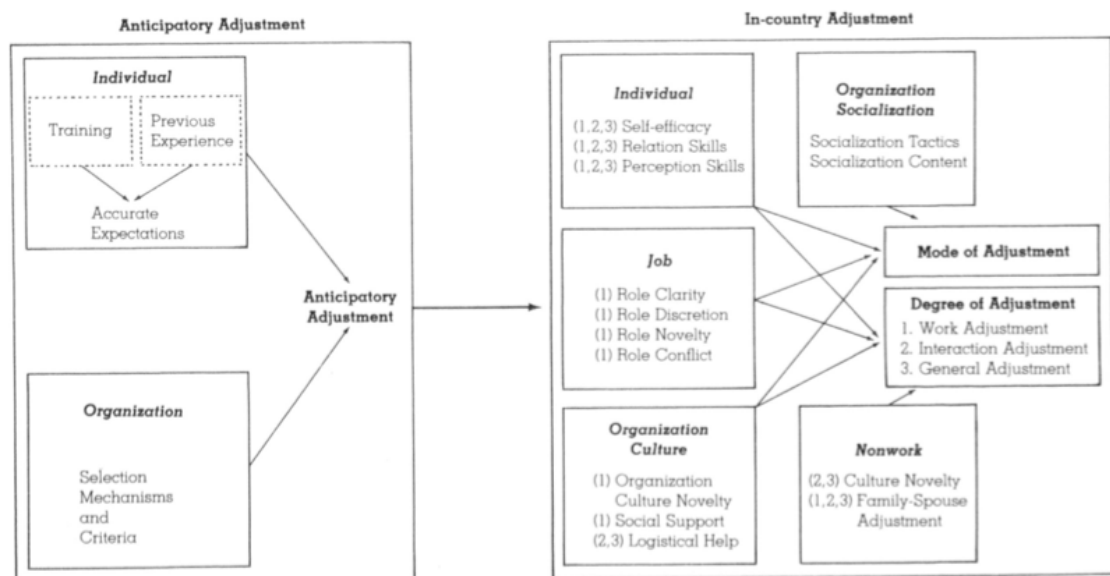 Anticipatory Adjustment
Individual
Training
Previous
Experience
Accurate
Expectations
Anticipatory
Adjustment
Organization
Selection
Mechanisms
and
Criteria
In-country Adjustment
Individual
(1,2,3) Self-efficacy
(1,2,3) Relation Skills
(1,2,3) Perception Skills
Organization
Socialization
Socialization Tactics
Socialization Content
Job
(1) Role Clarity
(1) Role Discretion
(1) Role Novelty
(1) Role Conflict
Mode of Adjustment
Degree of Adjustment
1. Work Adjustment
2. Interaction Adjustment
3. General Adjustment
Organization
Culture
(1) Organization
Culture Novelty
(1) Social Support
(2,3) Logistical Help
Nonwork
(2,3) Culture Novelty
(1,2,3) Family-Spouse
Adjustment